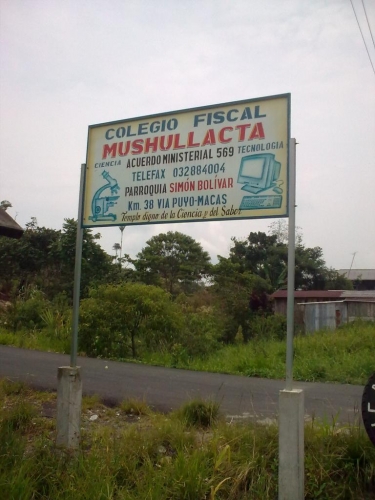 COLEGIO FISCAL
MUSHULLACTA
CIENCIA ACUERDO MINISTERIAL 569 TECNOLOGIA
TELEFAX 032884004
PARROQUIA SIMÓN BOLÍVAR
Km. 38 VIA PUYO-MACAS
Templo digno de la Ciencia y del Saber